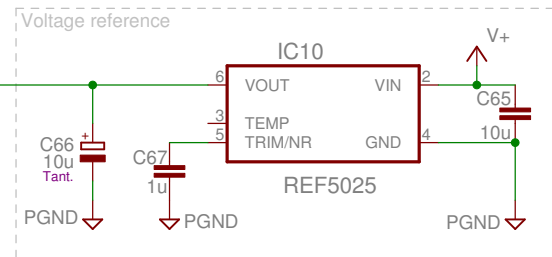 Voltage reference
V+
IC10
6
VOUT
VIN
2
C65
10u
3
TEMP
5
TRIM/NR
GND
4
C66
10u
Tant.
+
C67
1u
REF5025
PGND
PGND
PGND